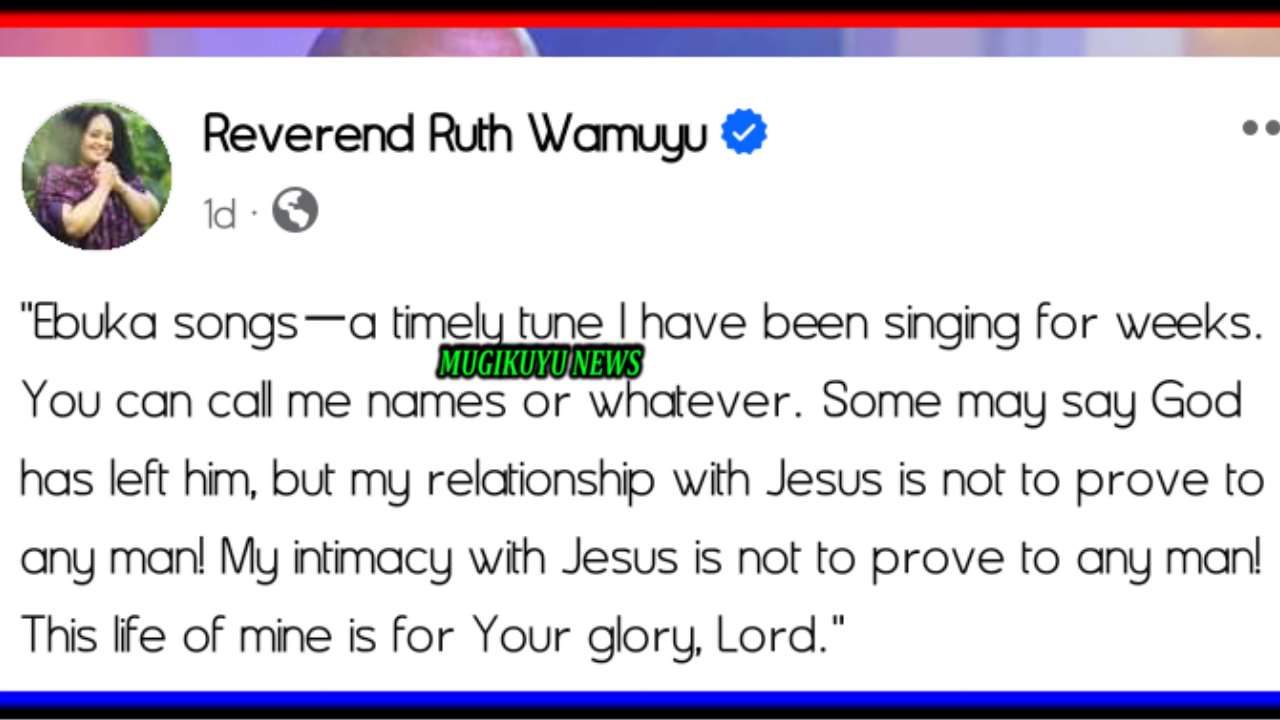 Reverend Ruth Wamuyu
1d ·
"Ebuka songs—a timely tune I have been singing for weeks.
MUGIKUYU NEWS
You can call me names or whatever. Some may say God
has left him, but my relationship with Jesus is not to prove to
any man! My intimacy with Jesus is not to prove to any man!
This life of mine is for Your glory, Lord."